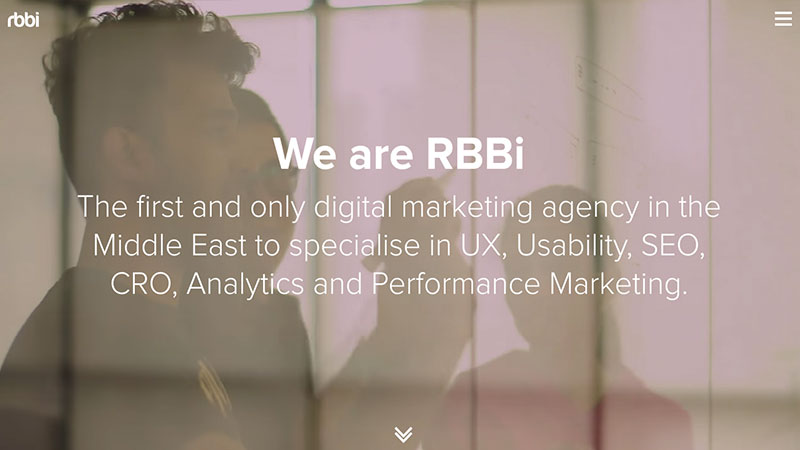 rbbi
We are RBBi
The first and only digital marketing agency in the
Middle East to specialise in UX, Usability, SEO,
CRO, Analytics and Performance Marketing.